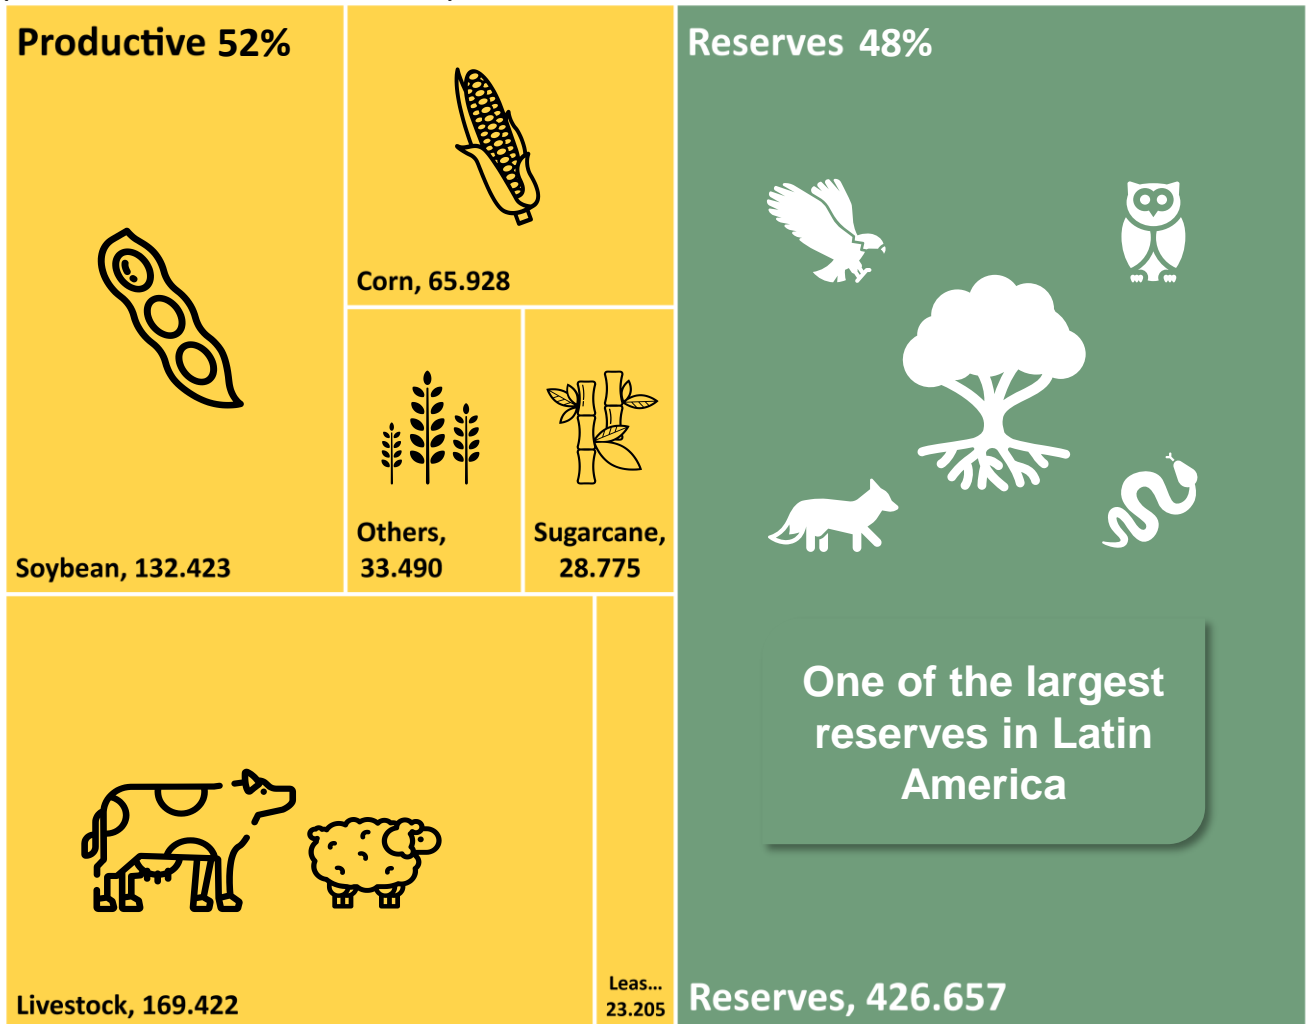 Productive 52%
Soybean, 132.423
Corn, 65.928
Others,
33.490
Sugarcane,
28.775
Livestock, 169.422
Leas...
23.205
Reserves 48%
One of the largest
reserves in Latin
America
Reserves, 426.657